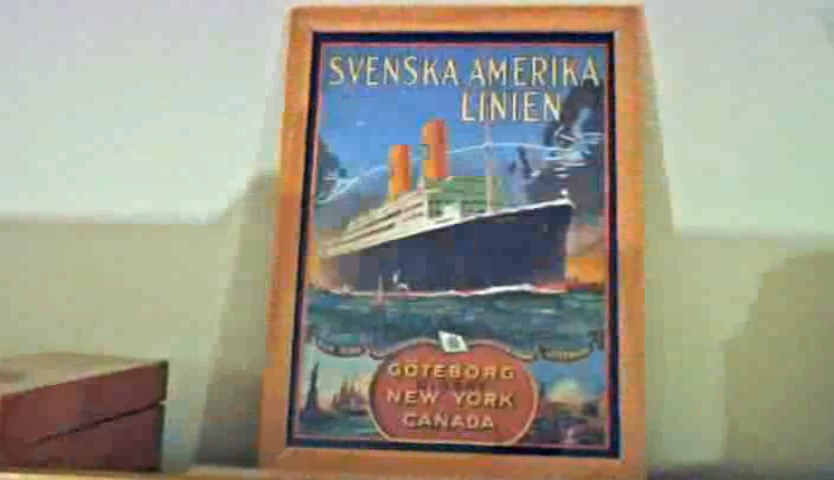 SVENSKA AMERIKA
LINIEN
GÖTEBORG
NEW YORK
CANADA